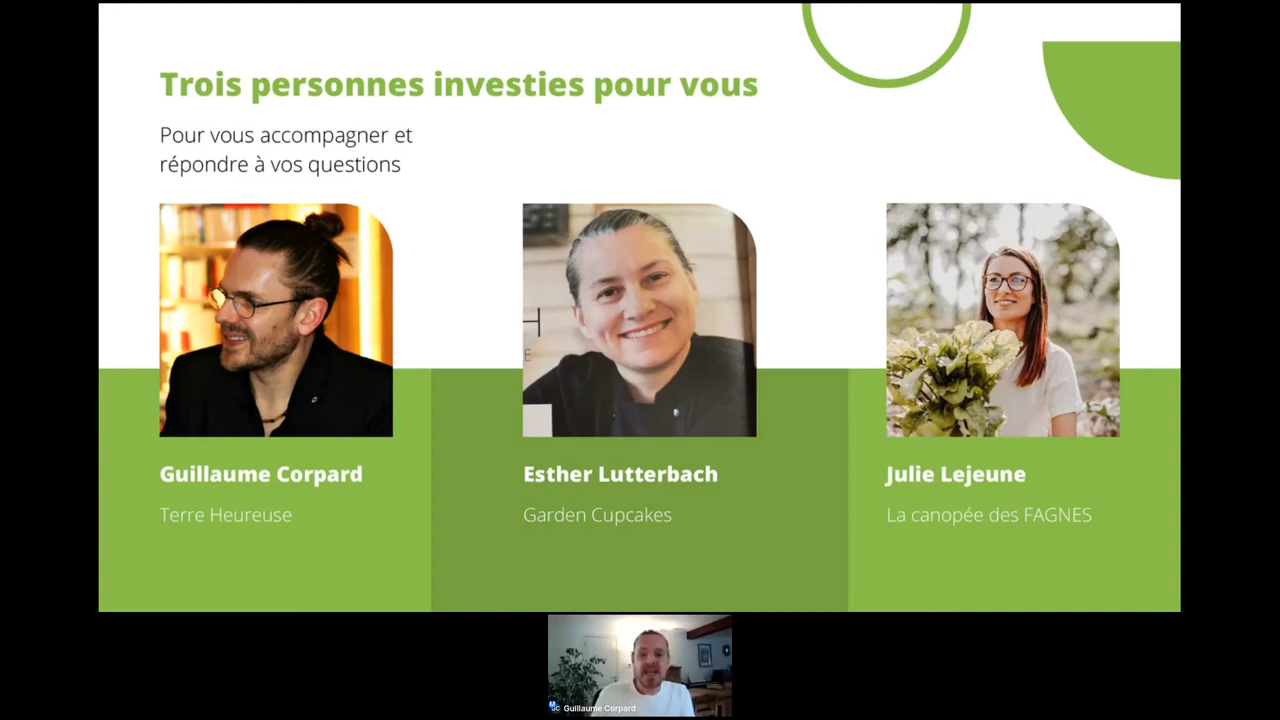 Trois personnes investies pour vous
Pour vous accompagner et
répondre à vos questions
H
E
Guillaume Corpard
Esther Lutterbach
Julie Lejeune
Terre Heureuse
Garden Cupcakes
La canopée des FAGNES
Guillaume Corpard